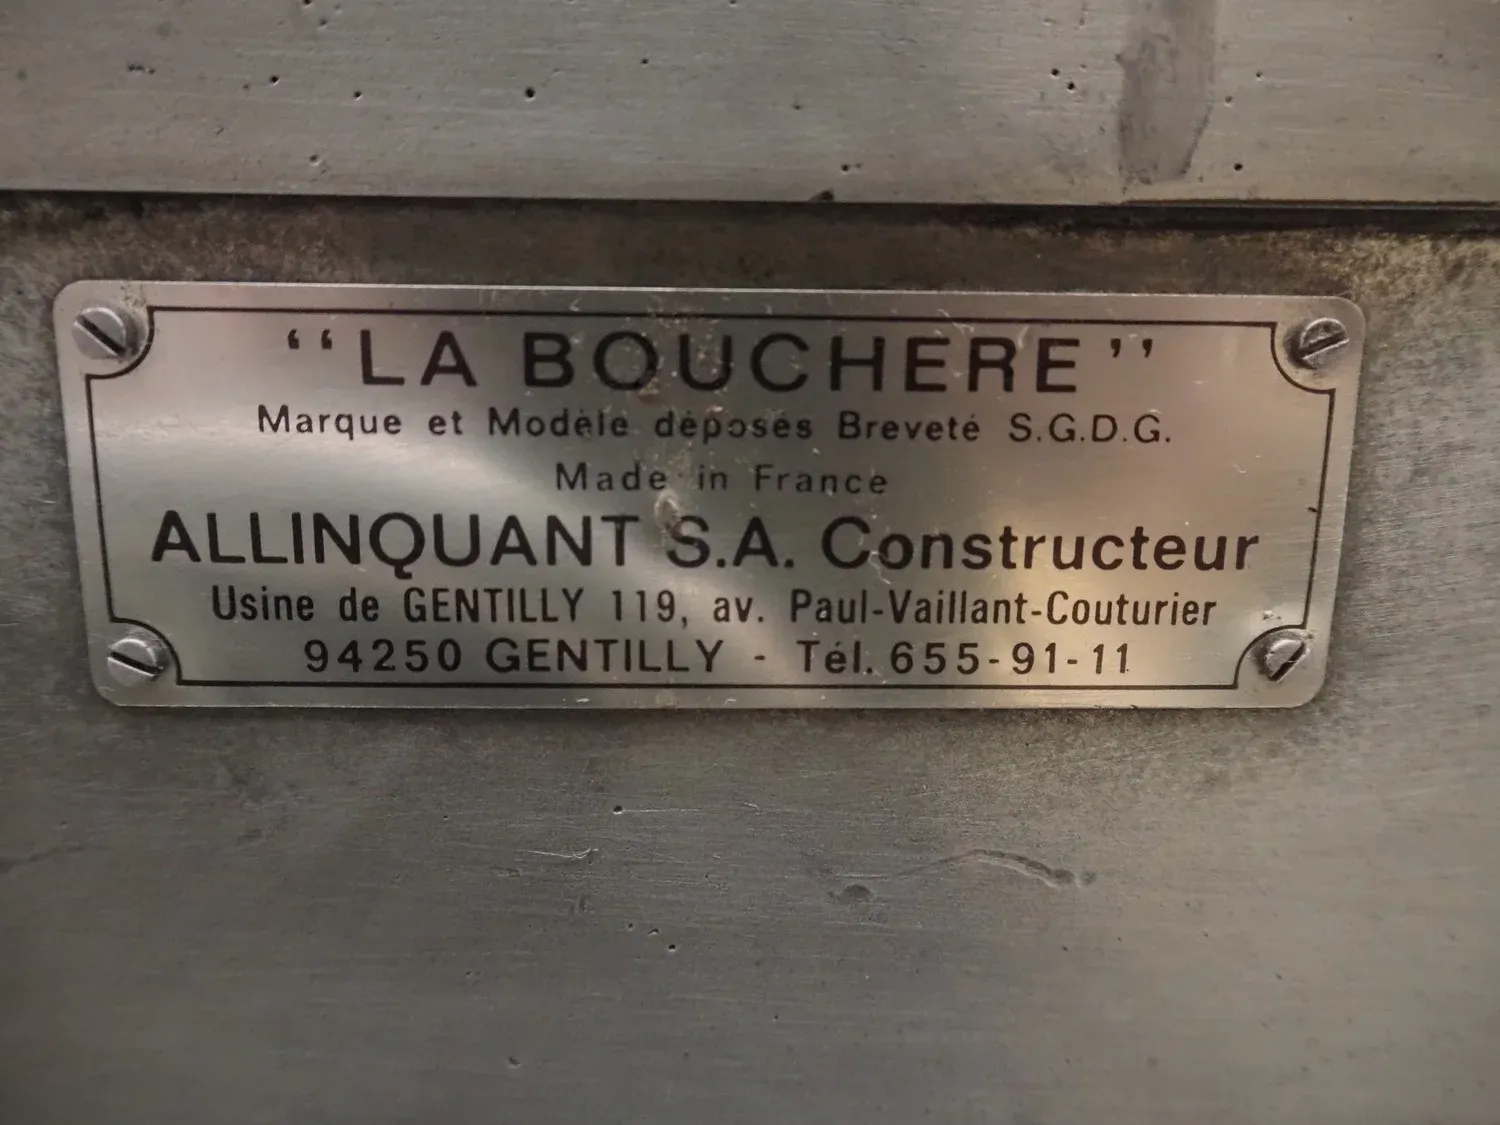 ‘‘LA BOUCHERE’’
Marque et Modèle déposés Breveté S.G.D.G.
Made in France
ALLINQUANT S.A. Constructeur
Usine de GENTILLY 119, av. Paul-Vaillant-Couturier
94250 GENTILLY - Tél. 655-91-11